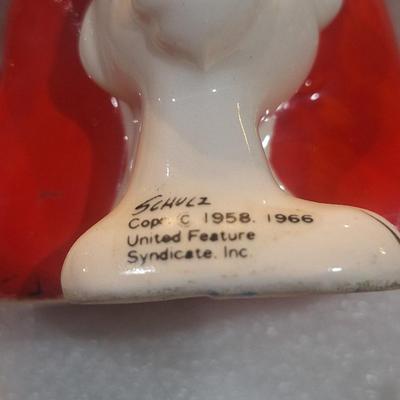 SCHULZ
Copr. © 1958. 1966
United Feature
Syndicate. Inc.